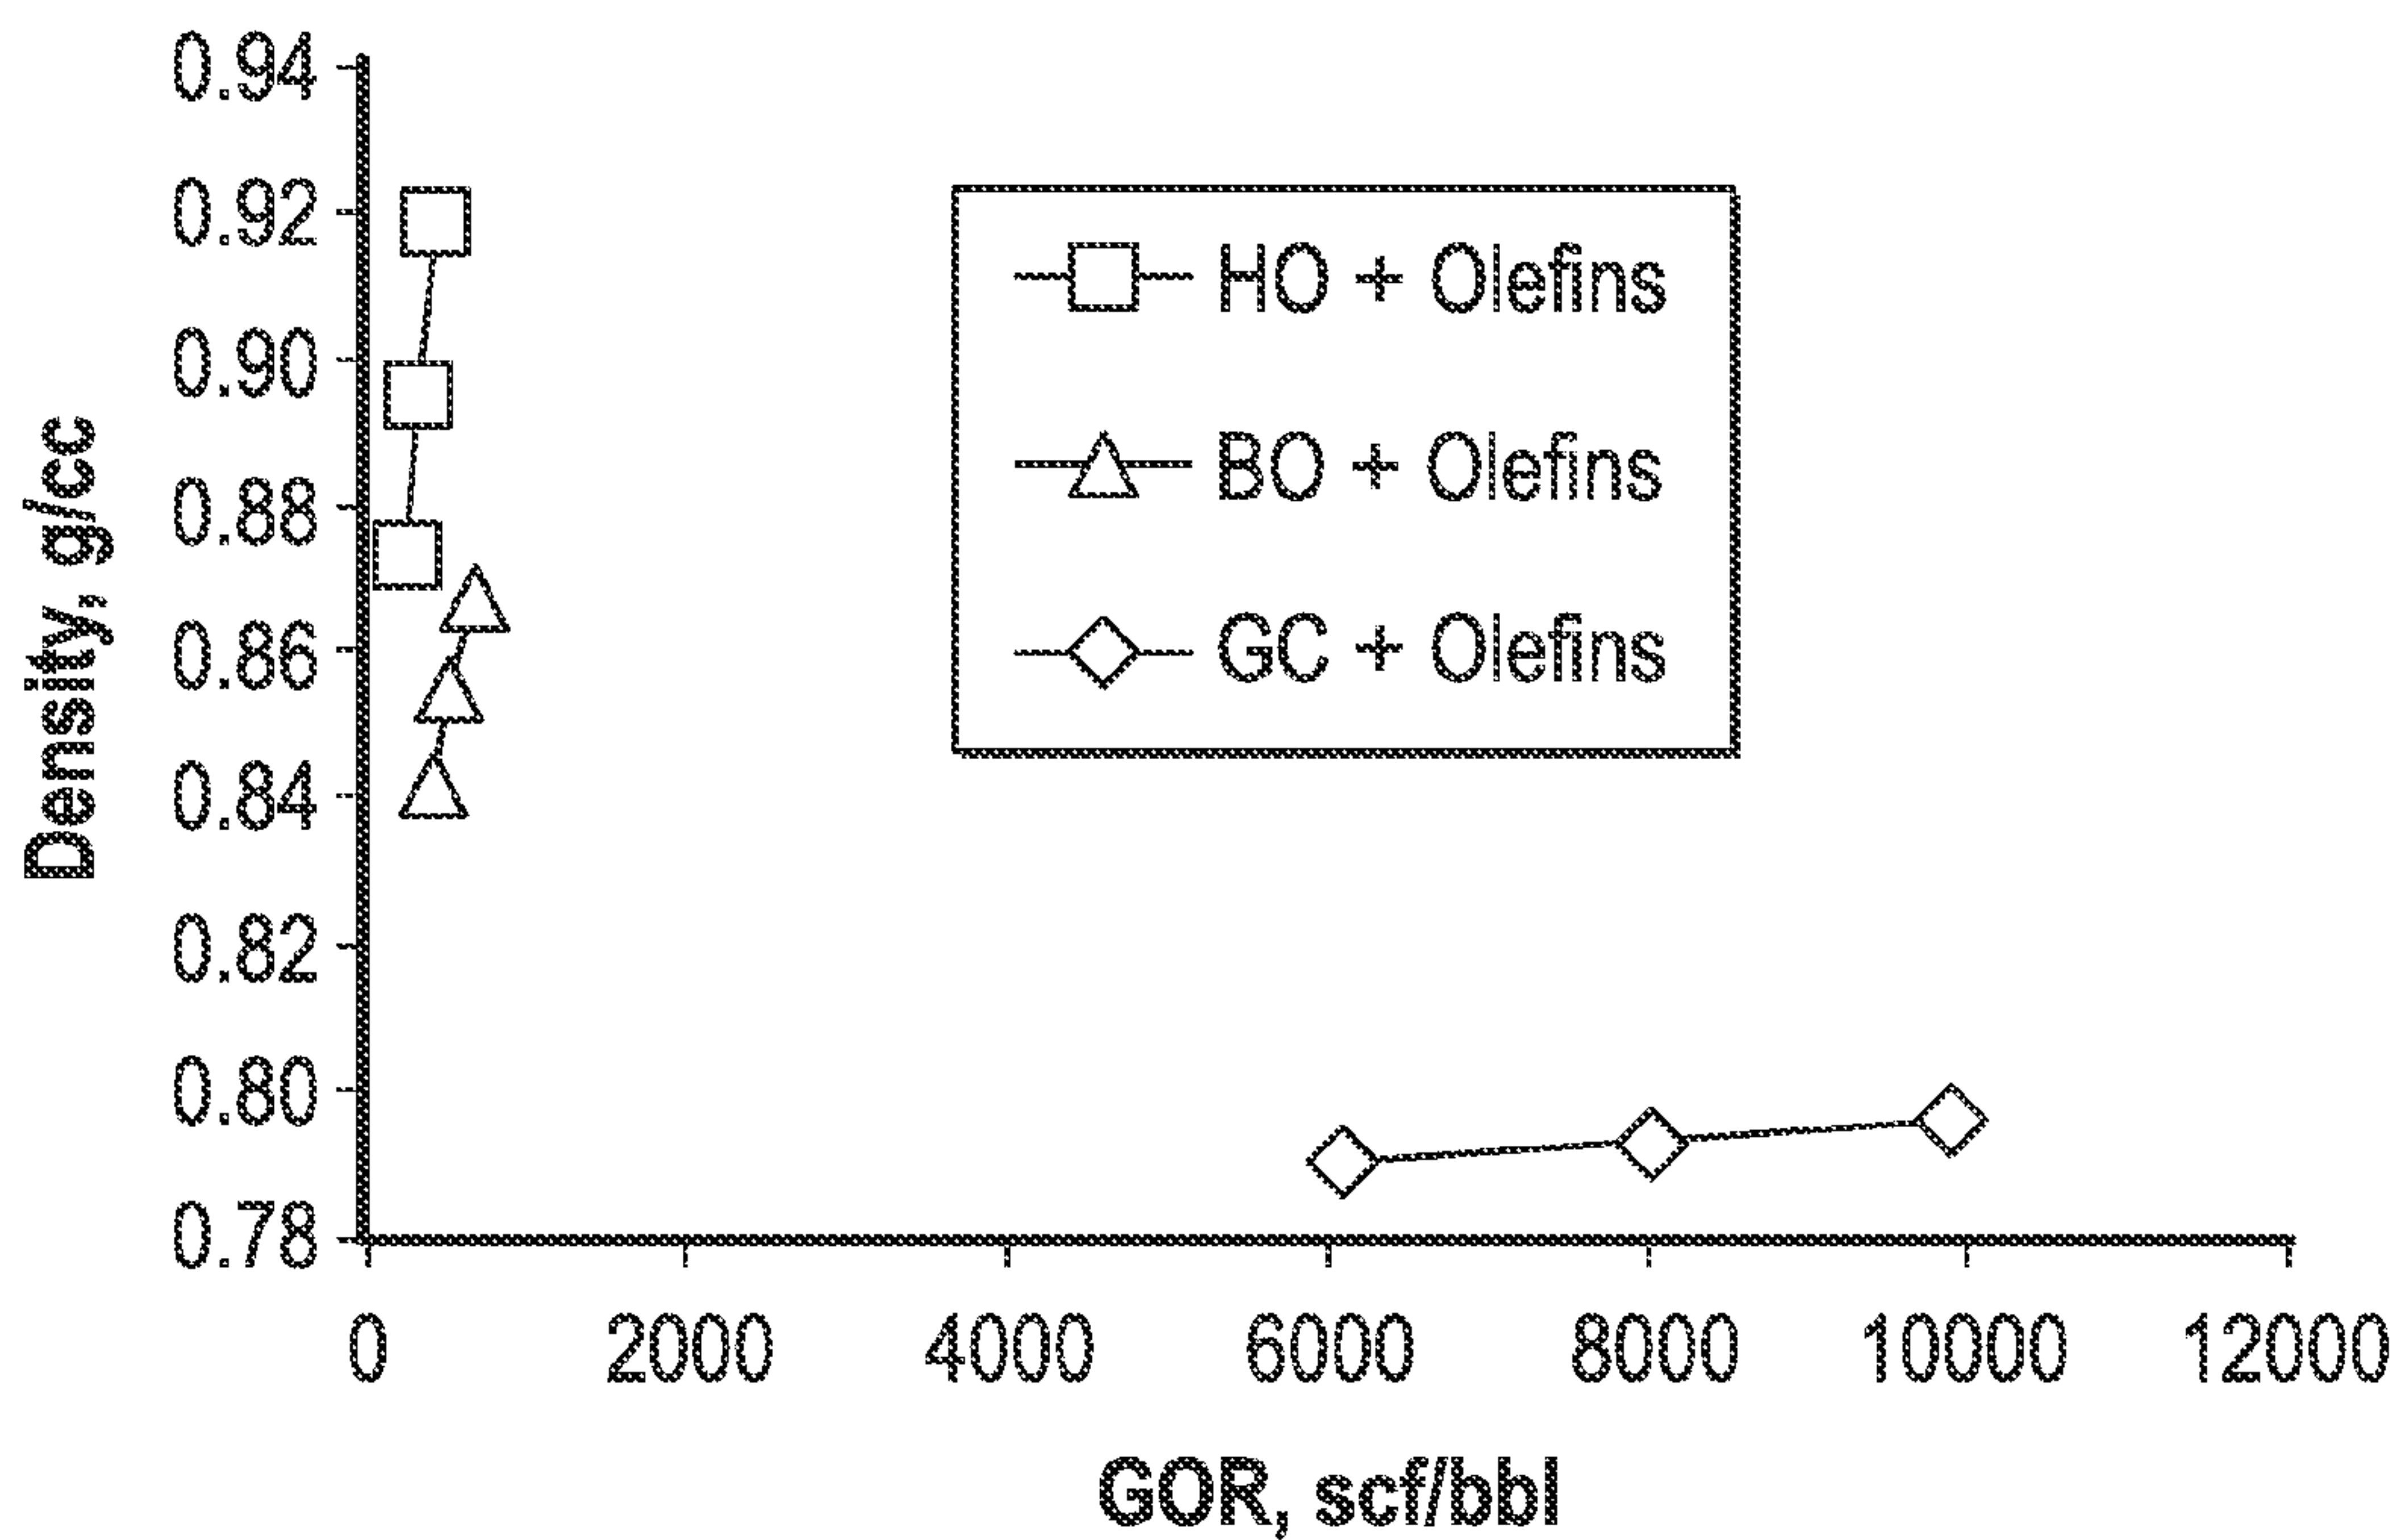 0.94
0.92
0.90
0.88
0.86
0.84
0.82
0.80
0.78
Density, g/cc
HO + Olefins
BO + Olefins
GC + Olefins
0 2000 4000 6000 8000 10000 12000
GOR, scf/bbl